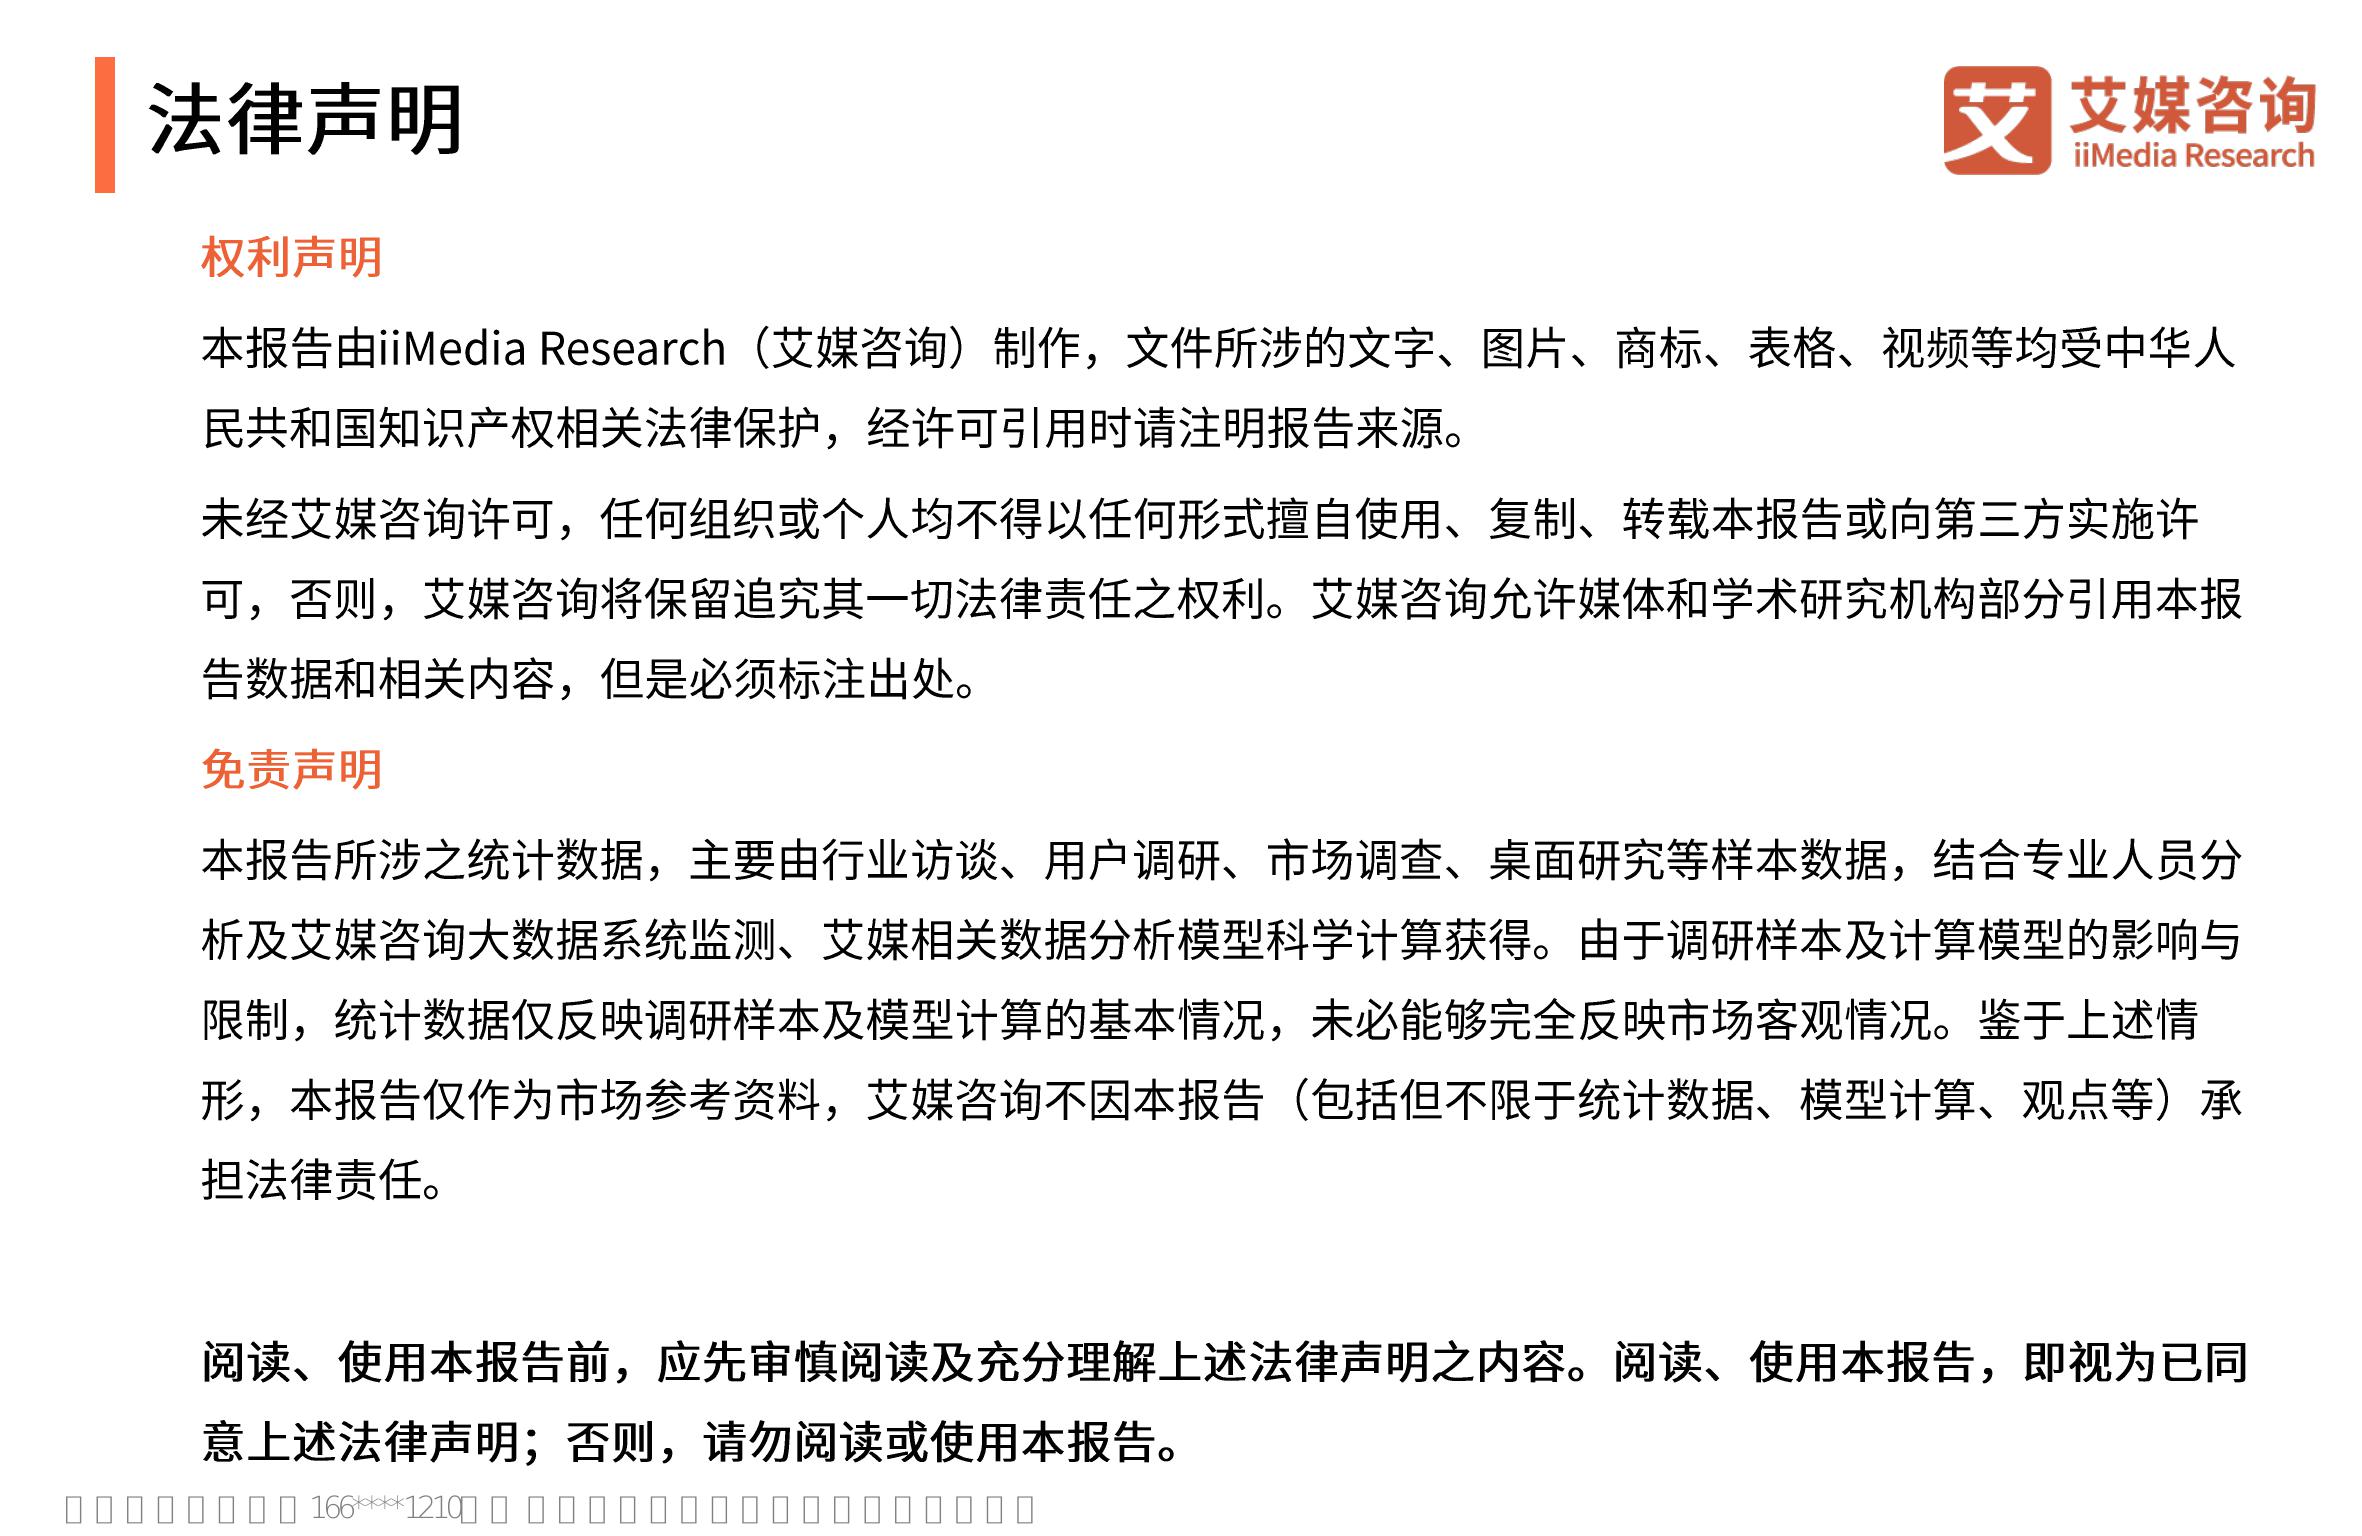 法律声明
艾 艾媒咨询
iiMedia Research
权利声明
本报告由iiMedia Research（艾媒咨询）制作，文件所涉的文字、图片、商标、表格、视频等均受中华人
民共和国知识产权相关法律保护，经许可引用时请注明报告来源。
未经艾媒咨询许可，任何组织或个人均不得以任何形式擅自使用、复制、转载本报告或向第三方实施许
可，否则，艾媒咨询将保留追究其一切法律责任之权利。艾媒咨询允许媒体和学术研究机构部分引用本报
告数据和相关内容，但是必须标注出处。
免责声明
本报告所涉之统计数据，主要由行业访谈、用户调研、市场调查、桌面研究等样本数据，结合专业人员分
析及艾媒咨询大数据系统监测、艾媒相关数据分析模型科学计算获得。由于调研样本及计算模型的影响与
限制，统计数据仅反映调研样本及模型计算的基本情况，未必能够完全反映市场客观情况。鉴于上述情
形，本报告仅作为市场参考资料，艾媒咨询不因本报告（包括但不限于统计数据、模型计算、观点等）承
担法律责任。
阅读、使用本报告前，应先审慎阅读及充分理解上述法律声明之内容。阅读、使用本报告，即视为已同
意上述法律声明；否则，请勿阅读或使用本报告。
166****1210